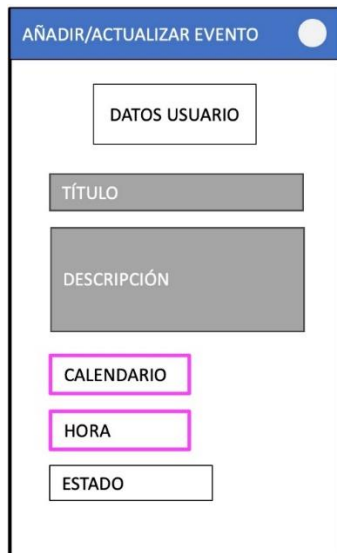 AÑADIR/ACTUALIZAR EVENTO
DATOS USUARIO
TÍTULO
DESCRIPCIÓN
CALENDARIO
HORA
ESTADO